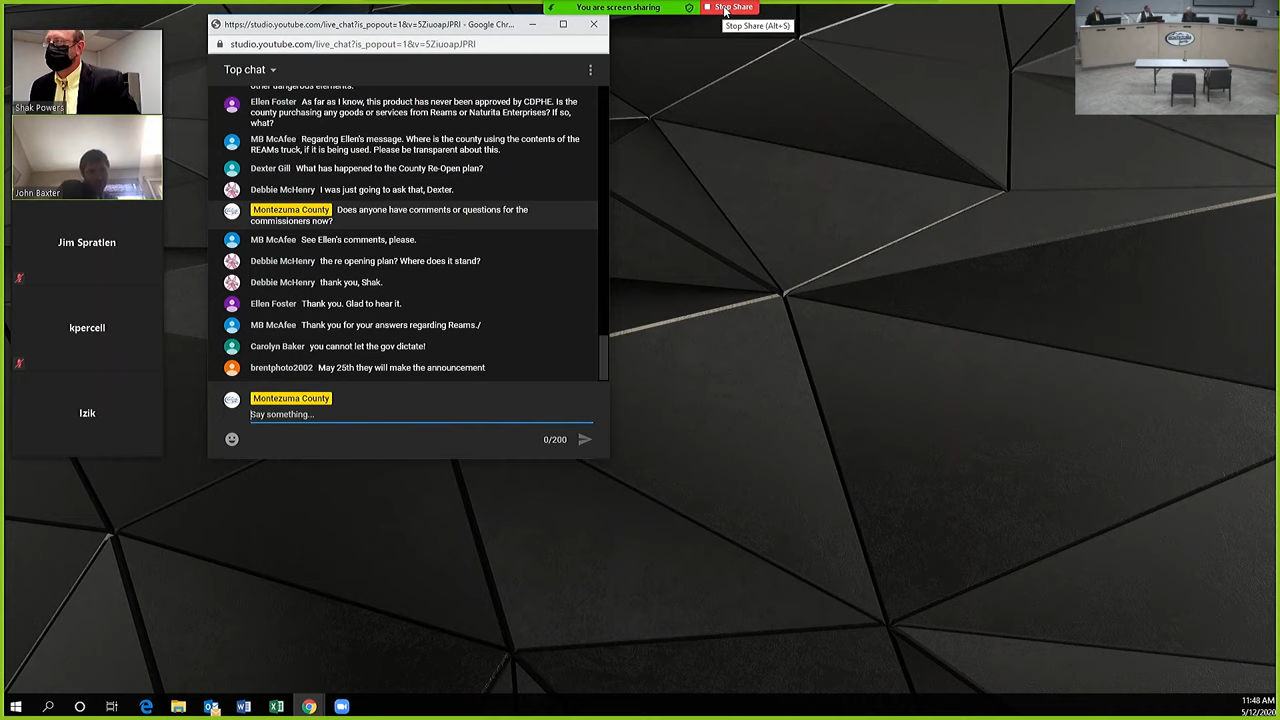 You are screen sharing
Stop Share
Stop Share (Alt+S)
https://studio.youtube.com/live_chat?is_popout=1&v=5ZiuoapJPRI - Google Chr...
studio.youtube.com/live_chat?is_popout=1&v=5ZiuoapJPRI
Top chat
other dangerous elements.
Ellen Foster As far as I know, this product has never been approved by CDPHE. Is the
county purchasing any goods or services from Reams or Naturita Enterprises? If so,
what?
MB McAfee Regardng Ellen's message. Where is the county using the contents of the
REAMs truck, if it is being used. Please be transparent about this.
Dexter Gill What has happened to the County Re-Open plan?
Debbie McHenry I was just going to ask that, Dexter.
Montezuma County Does anyone have comments or questions for the
commissioners now?
MB McAfee See Ellen's comments, please.
Debbie McHenry the re opening plan? Where does it stand?
Debbie McHenry thank you, Shak.
Ellen Foster Thank you. Glad to hear it.
MB McAfee Thank you for your answers regarding Reams./
Carolyn Baker you cannot let the gov dictate!
brentphoto2002 May 25th they will make the announcement
Montezuma County
Say something...
0/200
Shak Powers
John Baxter
Jim Spratlen
kpercell
Izik
11:48 AM
5/12/2020